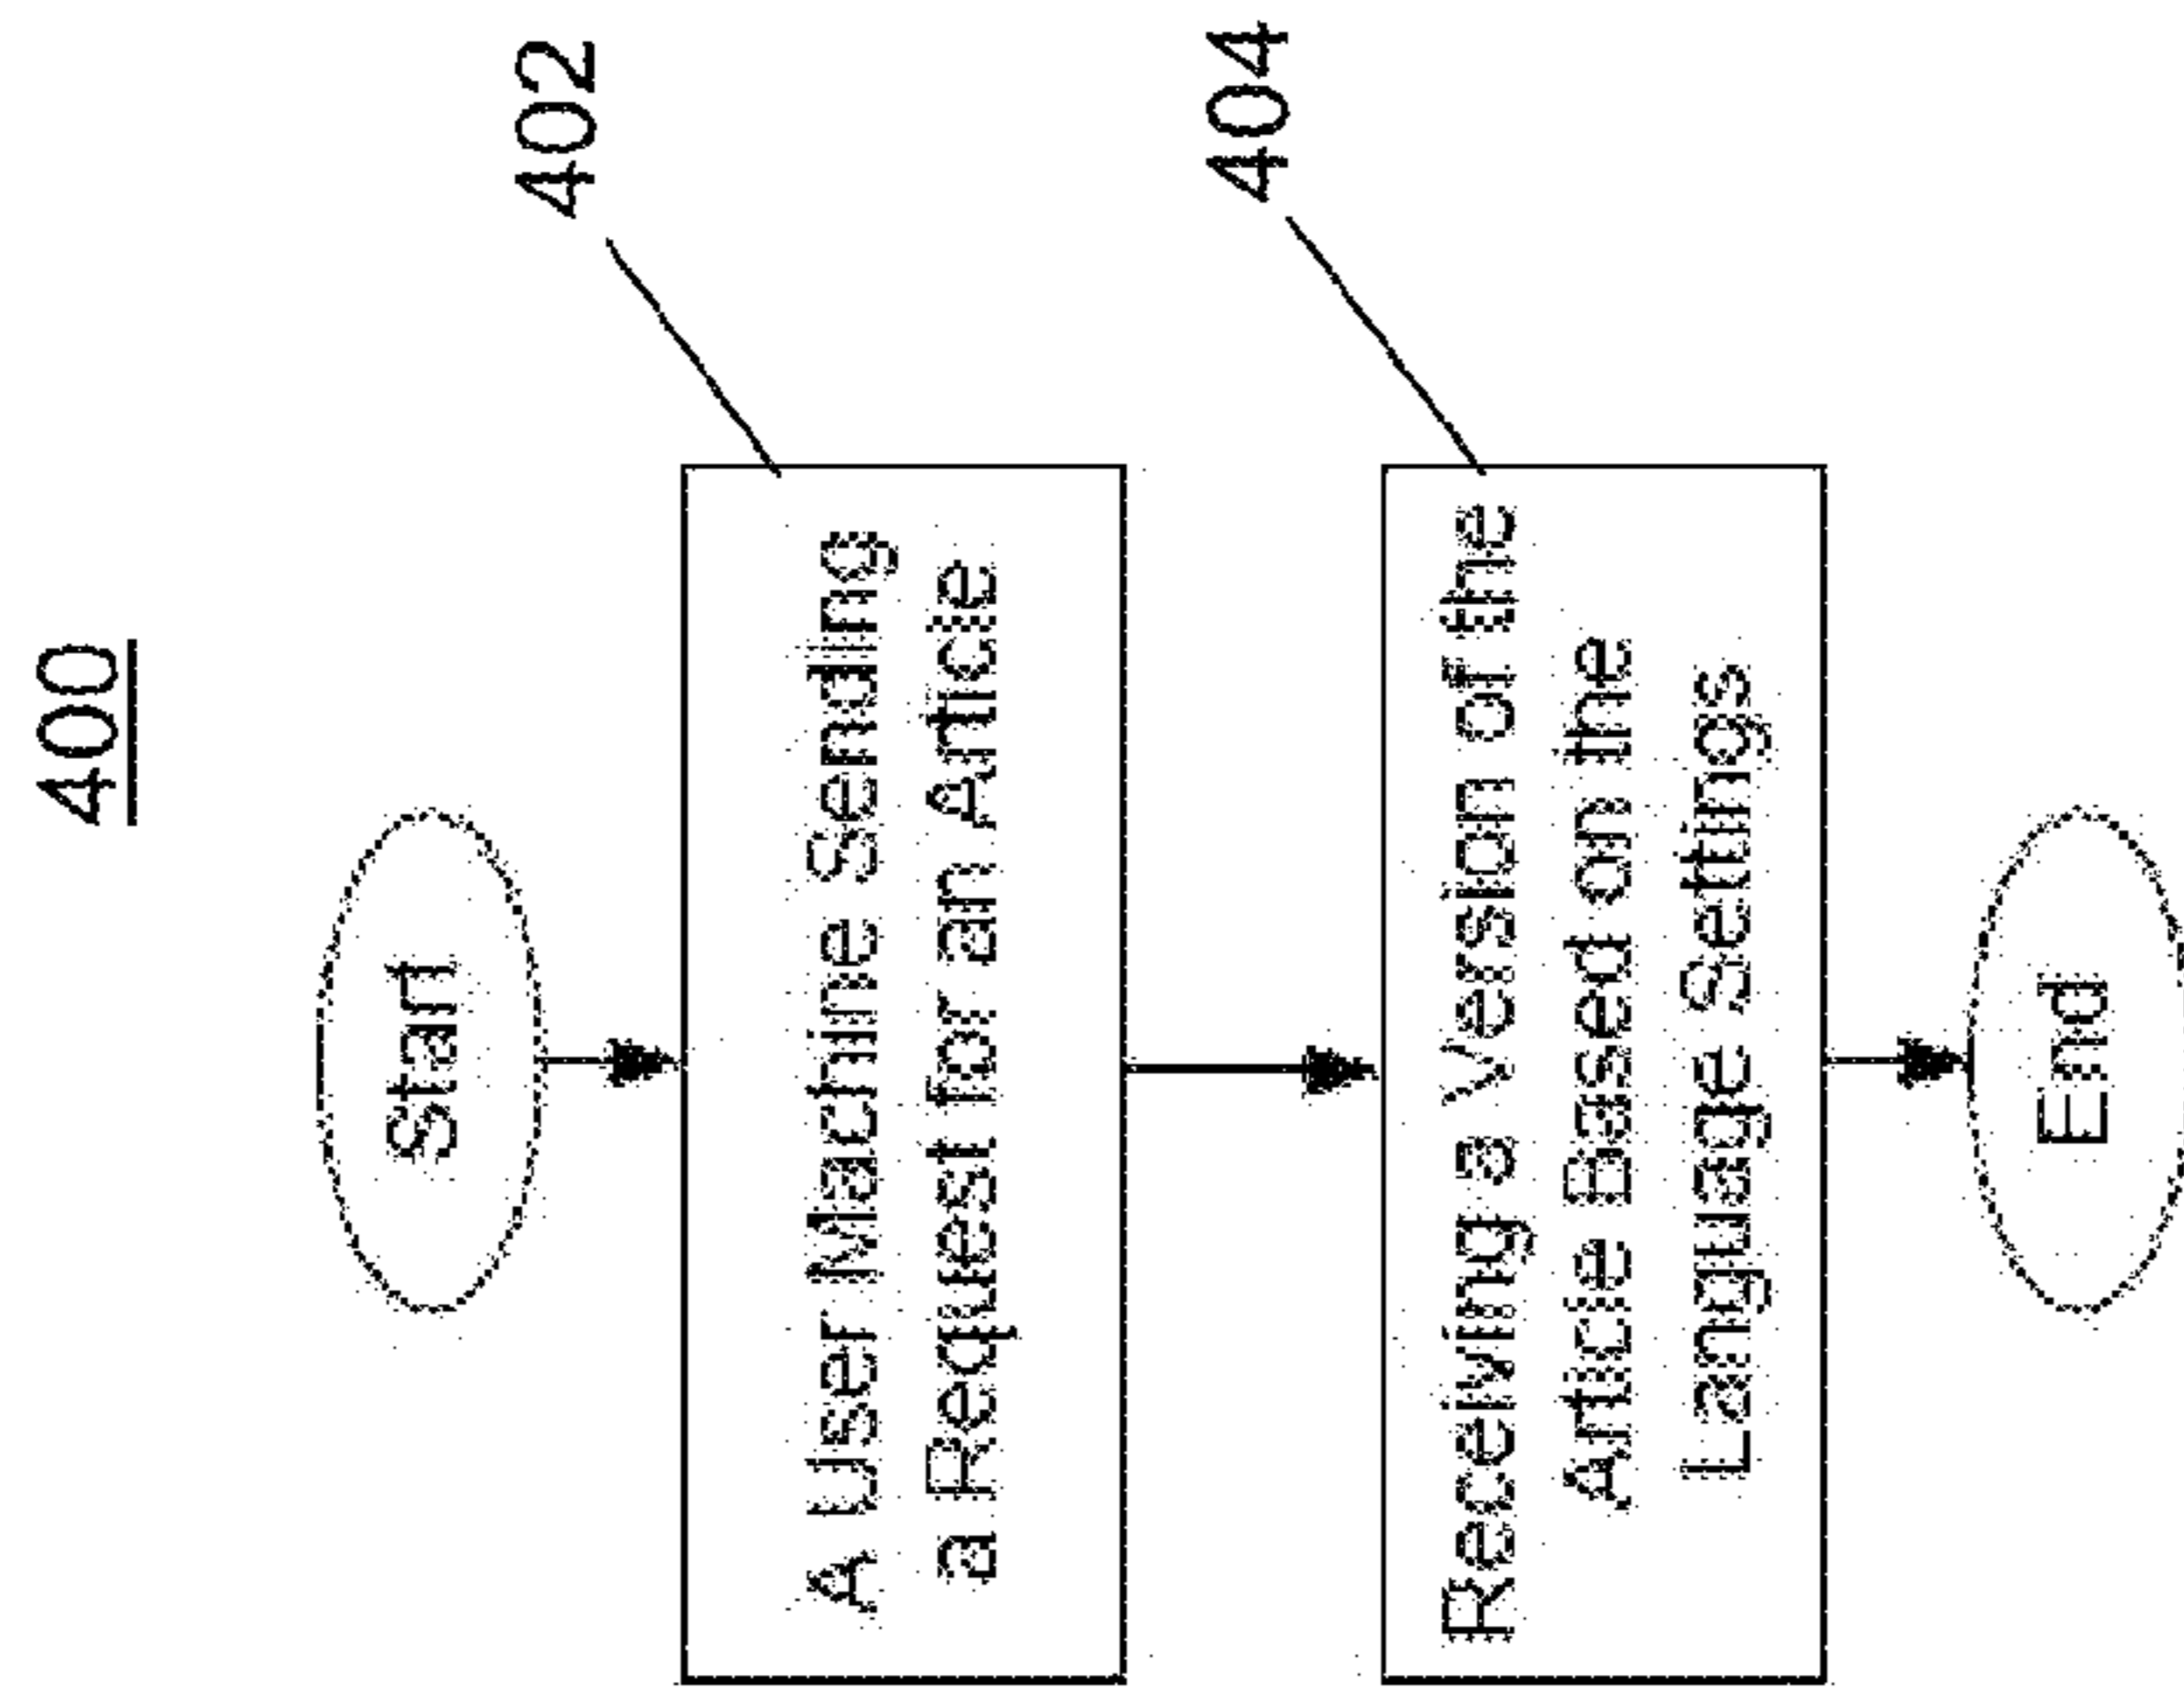 400
Start
402
A User Machine Sending
a Request for an Article
404
Receiving a Version of the
Article Based on the
Language Settings
End